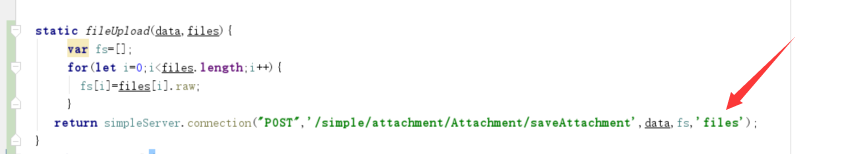 static fileUpload(data,files){
var fs=[];
for(let i=0;i<files.length;i++){
fs[i]=files[i].raw;
}
return simpleServer.connection("POST",'/simple/attachment/Attachment/saveAttachment',data,fs,'files');
}